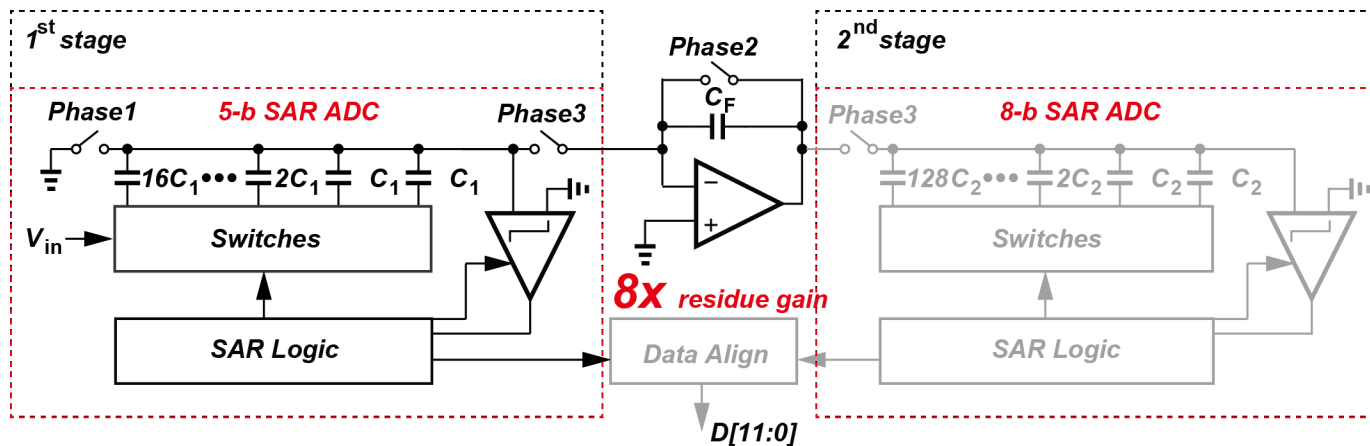 1st stage
2nd stage
Phase2
Phase1
5-b SAR ADC
Phase3
CF
Phase3
8-b SAR ADC
16C1••• 2C1 C1 C1
128C2••• 2C2 C2 C2
−
+
Vin
Switches
Switches
8x residue gain
SAR Logic
Data Align
SAR Logic
D[11:0]